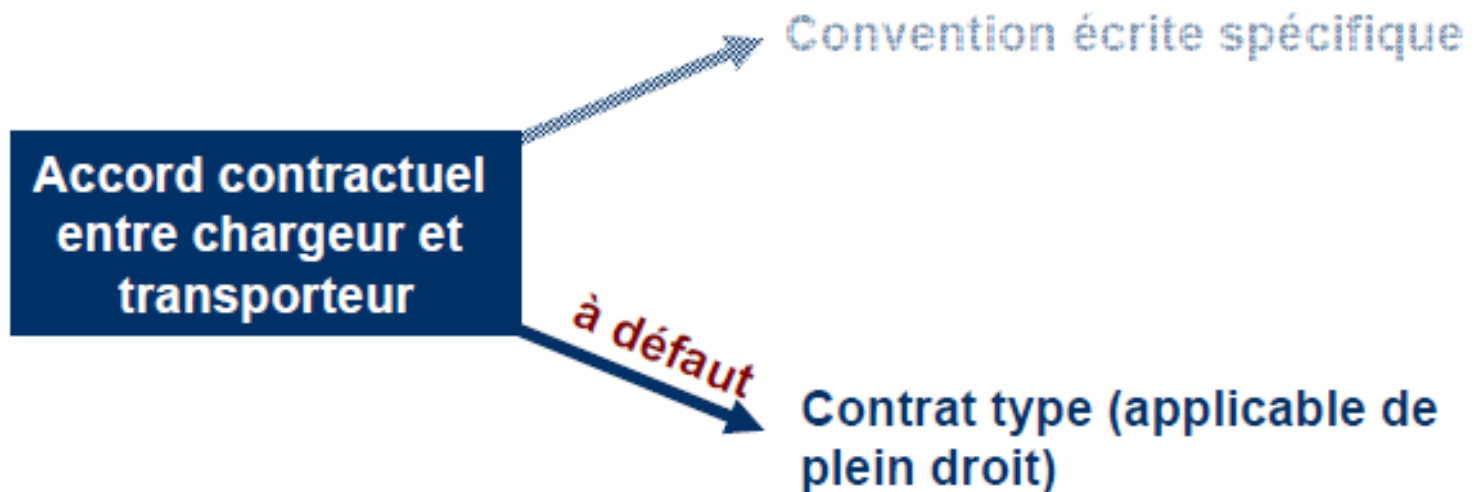 Convention écrite spécifique
Accord contractuel
entre chargeur et
transporteur
à défaut
Contrat type (applicable de
plein droit)